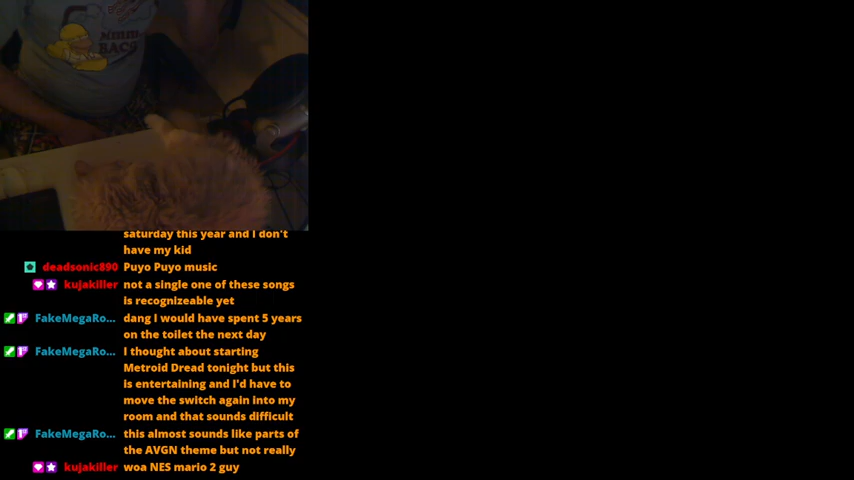 Mmm...
BACO
saturday this year and I don't
have my kid
deadsonic890 Puyo Puyo music
kujakiller not a single one of these songs
is recognizeable yet
FakeMegaRo... dang I would have spent 5 years
on the toilet the next day
FakeMegaRo... I thought about starting
Metroid Dread tonight but this
is entertaining and I'd have to
move the switch again into my
room and that sounds difficult
FakeMegaRo... this almost sounds like parts of
the AVGN theme but not really
kujakiller woa NES mario 2 guy